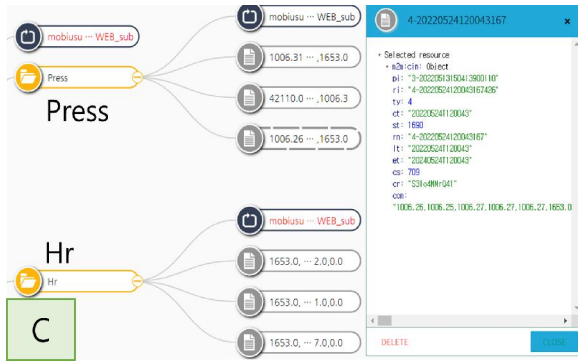 mobiusu ··· WEB_sub
mobiusu ··· WEB_sub
Press
Press
1006.31 ··· ,1653.0
42110.0 ··· ,1006.3
1006.26 ··· ,1653.0
Hr
Hr
mobiusu ··· WEB_sub
1653.0, ··· 2.0,0.0
1653.0, ··· 1.0,0.0
1653.0, ··· 7.0,0.0
C
4-20220524120043167 ×
Selected resource
m2m:cin: Object
pi: "3-20220513150413900110"
ri: "4-20220524120043167426"
ty: 4
ct: "20220524T120043"
st: 1690
rn: "4-20220524120043167"
lt: "20220524T120043"
et: "20240524T120043"
cs: 709
con:
"1006.26,1006.25,1006.27,1006.27,1006.27,1653.0
DELETE
CLOSE